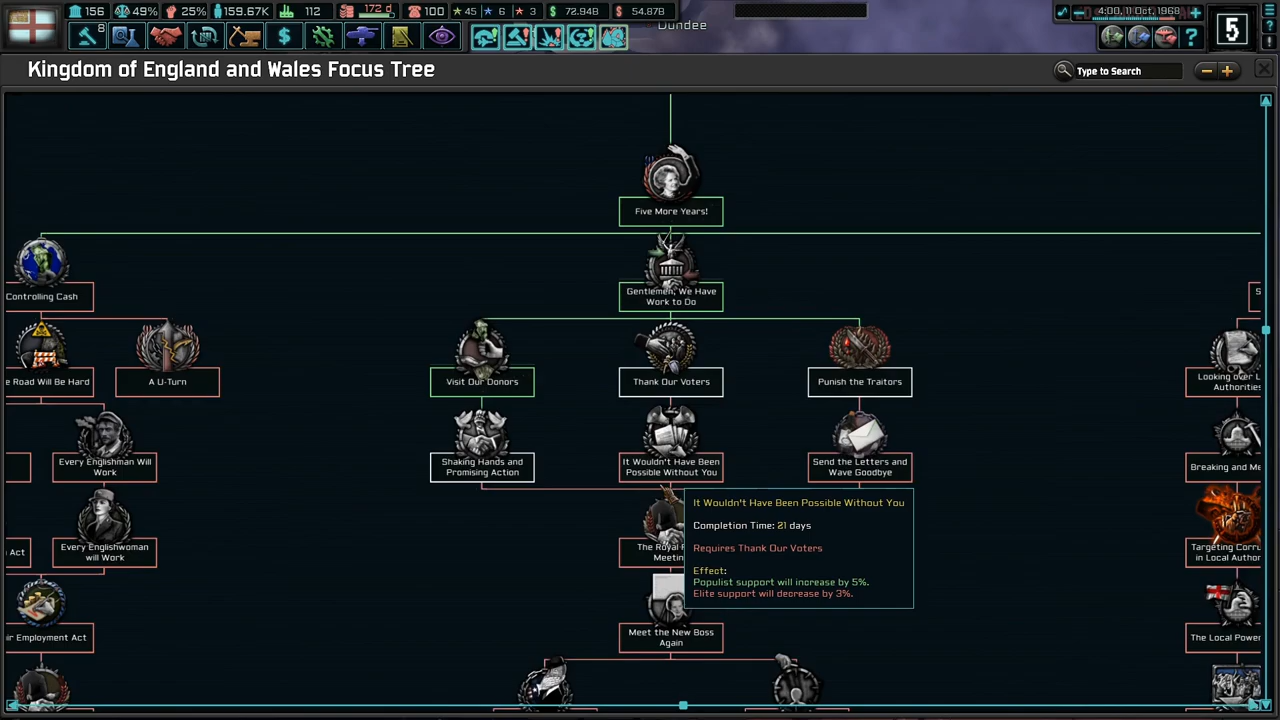 156 49% 25% 159.67K 112 172 d 100 45 6 3 $ 72.94B $ 54.87B
8
Dundee
4:00, 11 Oct, 1968
5
Kingdom of England and Wales Focus Tree
Type to Search
Five More Years!
Controlling Cash
Gentlemen, We Have
Work to Do
S
e Road Will Be Hard
A U-Turn
Visit Our Donors
Thank Our Voters
Punish the Traitors
Looking over L
Authorities
Every Englishman Will
Work
Shaking Hands and
Promising Action
It Wouldn't Have Been
Possible Without You
Send the Letters and
Wave Goodbye
Breaking and Me
It Wouldn't Have Been Possible Without You
Completion Time: 21 days
Requires Thank Our Voters
Effect:
Populist support will increase by 5%.
Elite support will decrease by 3%.
Act
Every Englishwoman
will Work
The Royal
Meetin
Targeting Corru
in Local Author
ir Employment Act
Meet the New Boss
Again
The Local Power